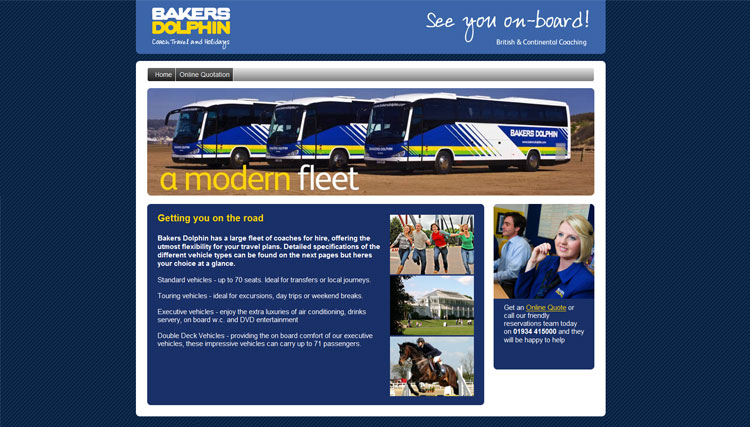 BAKERS
DOLPHIN
Coach Travel and Holidays
See you on-board!
British & Continental Coaching
Home
Online Quotation
BAKERS DOLPHIN
a modern fleet
Getting you on the road
Bakers Dolphin has a large fleet of coaches for hire, offering the
utmost flexibility for your travel plans. Detailed specifications of the
different vehicle types can be found on the next pages but heres
your choice at a glance.
Standard vehicles - up to 70 seats. Ideal for transfers or local journeys.
Touring vehicles - ideal for excursions, day trips or weekend breaks.
Executive vehicles - enjoy the extra luxuries of air conditioning, drinks
servery, on board w.c. and DVD entertainment
Double Deck Vehicles - providing the on board comfort of our executive
vehicles, these impressive vehicles can carry up to 71 passengers.
Get an Online Quote or
call our friendly
reservations team today
on 01934 415000 and they
will be happy to help